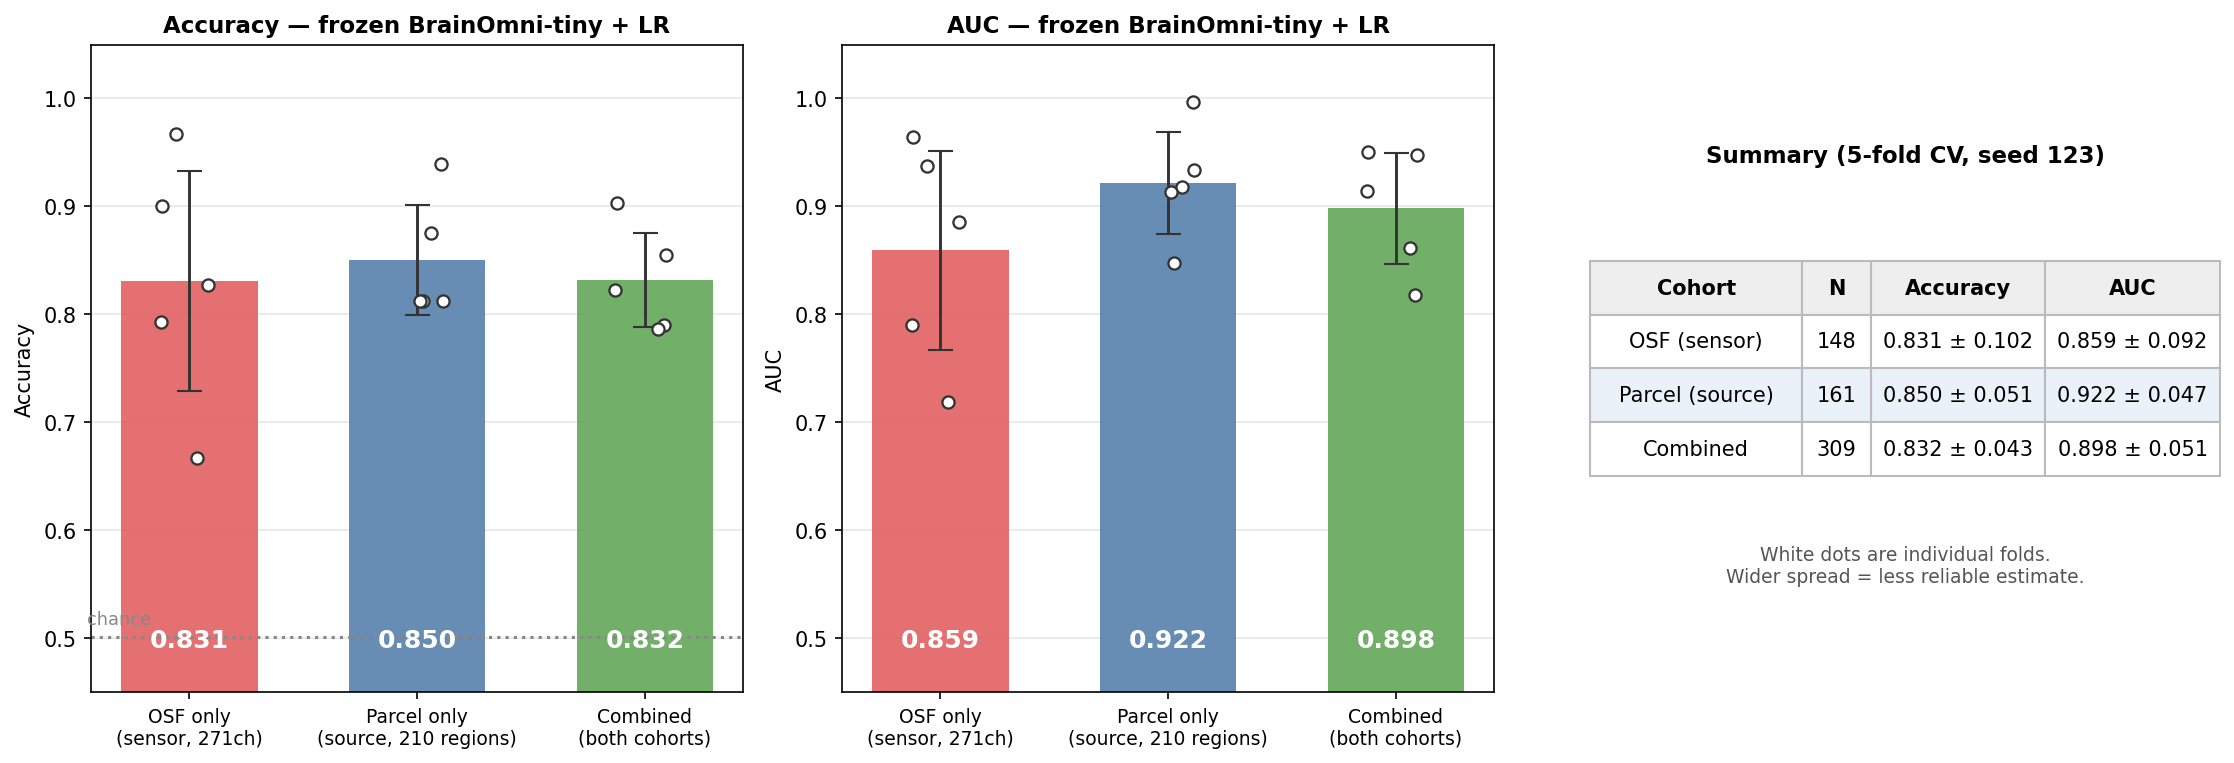 Accuracy — frozen BrainOmni-tiny + LR
Accuracy
1.0
0.9
0.8
0.7
0.6
0.5
chance
0.831
0.850
0.832
OSF only
(sensor, 271ch)
Parcel only
(source, 210 regions)
Combined
(both cohorts)
AUC — frozen BrainOmni-tiny + LR
AUC
1.0
0.9
0.8
0.7
0.6
0.5
0.859
0.922
0.898
OSF only
(sensor, 271ch)
Parcel only
(source, 210 regions)
Combined
(both cohorts)
Summary (5-fold CV, seed 123)
Cohort N Accuracy AUC
OSF (sensor) 148 0.831 ± 0.102 0.859 ± 0.092
Parcel (source) 161 0.850 ± 0.051 0.922 ± 0.047
Combined 309 0.832 ± 0.043 0.898 ± 0.051
White dots are individual folds.
Wider spread = less reliable estimate.